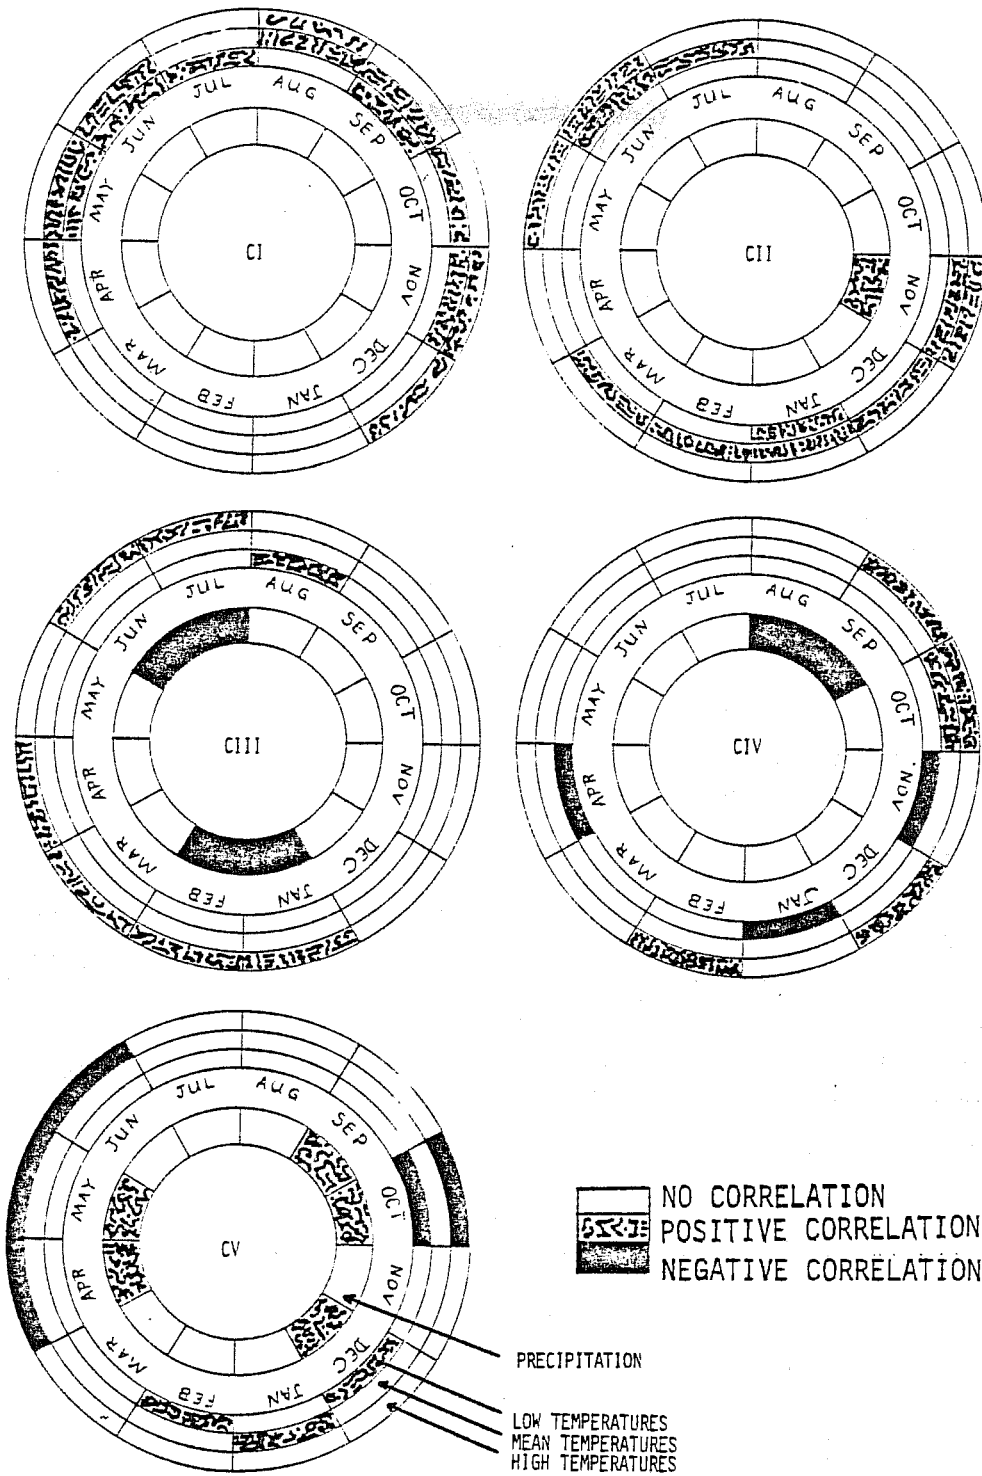 JUL AUG
JUN SEP
MAY OCT
CI
APR NOV
MAR DEC
FEB JAN
JUL AUG
JUN SEP
MAY OCT
CII
APR NOV
MAR DEC
FEB JAN
JUL AUG
JUN SEP
MAY OCT
CIII
APR NOV
MAR DEC
FEB JAN
JUL AUG
JUN SEP
MAY OCT
CIV
APR NOV
MAR DEC
FEB JAN
JUL AUG
JUN SEP
MAY OCT
CV
APR NOV
MAR DEC
FEB JAN
NO CORRELATION
POSITIVE CORRELATION
NEGATIVE CORRELATION
PRECIPITATION
LOW TEMPERATURES
MEAN TEMPERATURES
HIGH TEMPERATURES